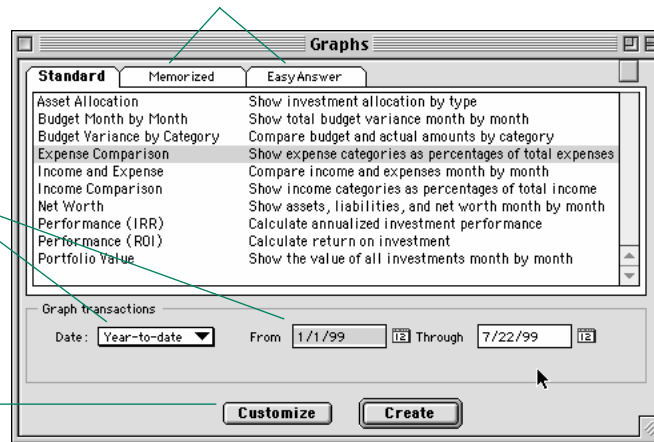 Graphs
Standard Memorized EasyAnswer
Asset Allocation Show investment allocation by type
Budget Month by Month Show total budget variance month by month
Budget Variance by Category Compare budget and actual amounts by category
Expense Comparison Show expense categories as percentages of total expenses
Income and Expense Compare income and expenses month by month
Income Comparison Show income categories as percentages of total income
Net Worth Show assets, liabilities, and net worth month by month
Performance (IRR) Calculate annualized investment performance
Performance (ROI) Calculate return on investment
Portfolio Value Show the value of all investments month by month
Graph transactions
Date: Year-to-date From 1/1/99 12 Through 7/22/99 12
Customize Create